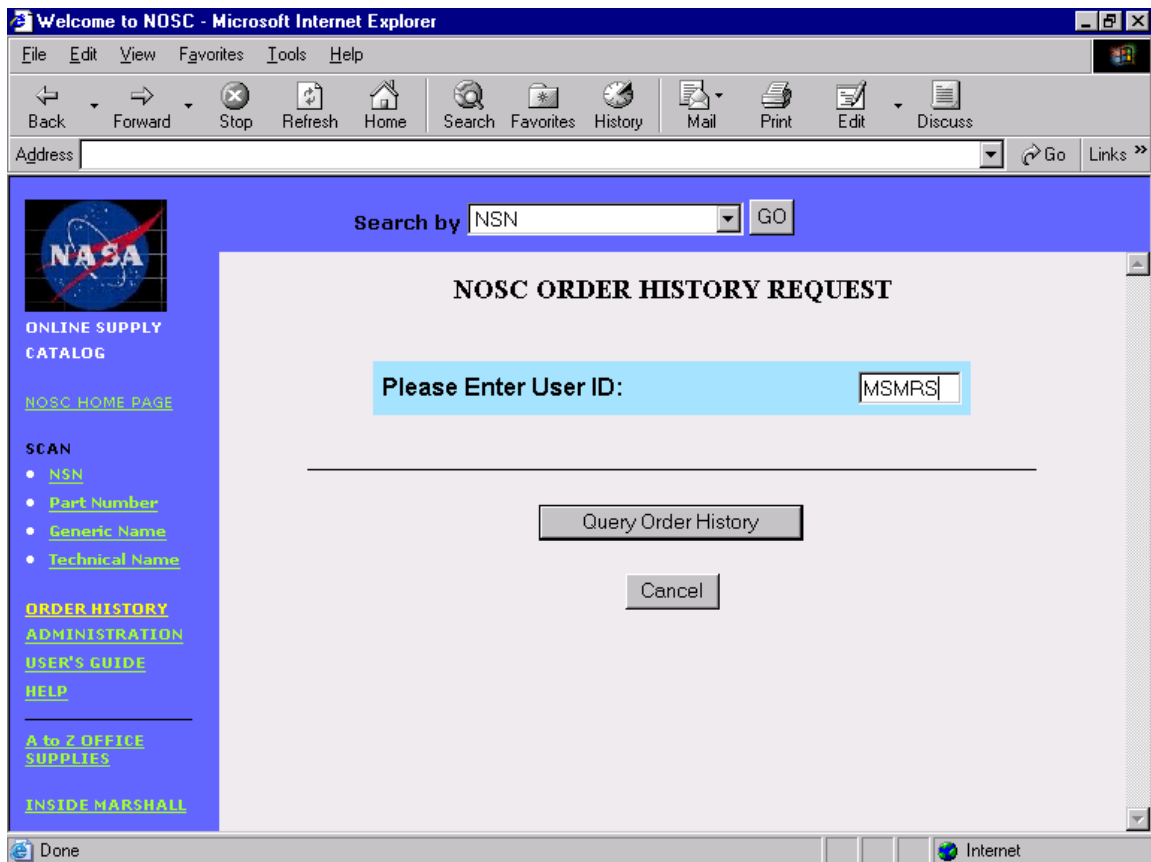 Welcome to NOSC - Microsoft Internet Explorer
File Edit View Favorites Tools Help
Back Forward Stop Refresh Home Search Favorites History Mail Print Edit Discuss
Address Go Links »
NASA
Search by NSN GO
ONLINE SUPPLY
CATALOG
NOSC HOME PAGE
SCAN
NSN
Part Number
Generic Name
Technical Name
ORDER HISTORY
ADMINISTRATION
USER'S GUIDE
HELP
A to Z OFFICE
SUPPLIES
INSIDE MARSHALL
NOSC ORDER HISTORY REQUEST
Please Enter User ID: MSMRS
Query Order History
Cancel
Done Internet